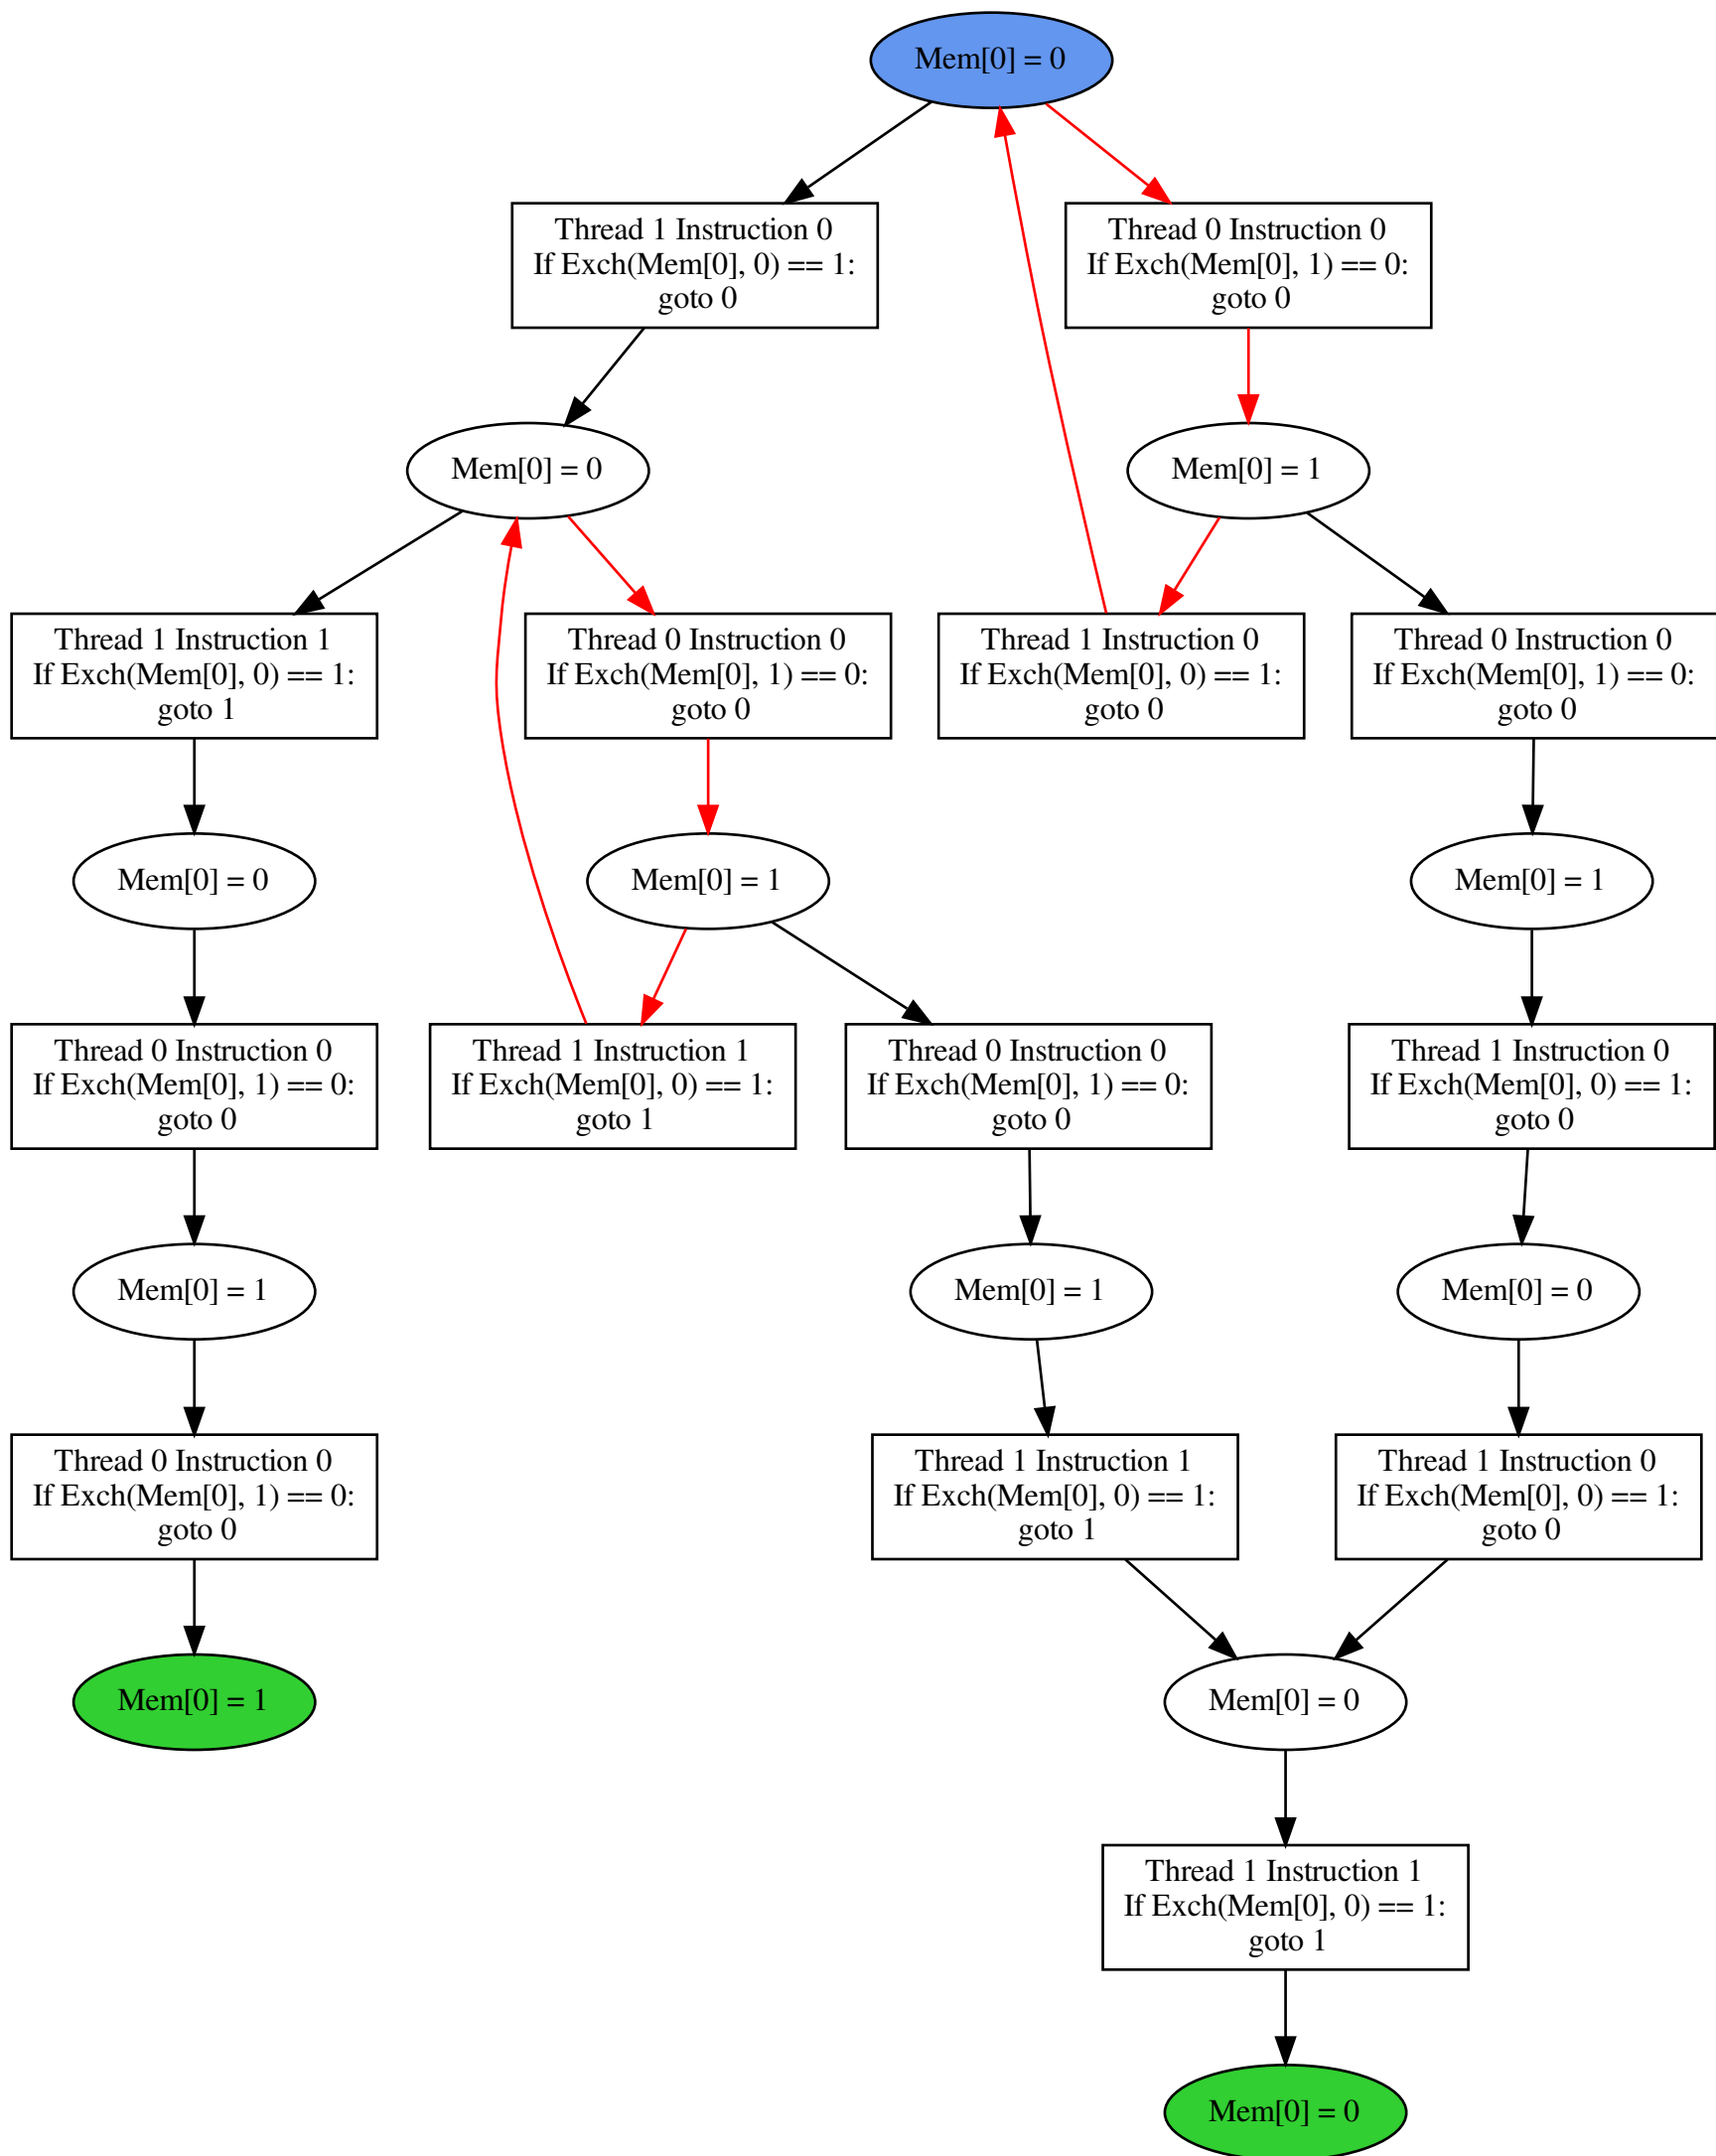 Mem[0] = 0
Thread 1 Instruction 0
If Exch(Mem[0], 0) == 1:
goto 0
Thread 0 Instruction 0
If Exch(Mem[0], 1) == 0:
goto 0
Mem[0] = 0
Mem[0] = 1
Thread 1 Instruction 1
If Exch(Mem[0], 0) == 1:
goto 1
Thread 0 Instruction 0
If Exch(Mem[0], 1) == 0:
goto 0
Thread 1 Instruction 0
If Exch(Mem[0], 0) == 1:
goto 0
Thread 0 Instruction 0
If Exch(Mem[0], 1) == 0:
goto 0
Mem[0] = 0
Mem[0] = 1
Mem[0] = 1
Thread 0 Instruction 0
If Exch(Mem[0], 1) == 0:
goto 0
Thread 1 Instruction 1
If Exch(Mem[0], 0) == 1:
goto 1
Thread 0 Instruction 0
If Exch(Mem[0], 1) == 0:
goto 0
Thread 1 Instruction 0
If Exch(Mem[0], 0) == 1:
goto 0
Mem[0] = 1
Mem[0] = 1
Mem[0] = 0
Thread 0 Instruction 0
If Exch(Mem[0], 1) == 0:
goto 0
Thread 1 Instruction 1
If Exch(Mem[0], 0) == 1:
goto 1
Thread 1 Instruction 0
If Exch(Mem[0], 0) == 1:
goto 0
Mem[0] = 1
Mem[0] = 0
Thread 1 Instruction 1
If Exch(Mem[0], 0) == 1:
goto 1
Mem[0] = 0